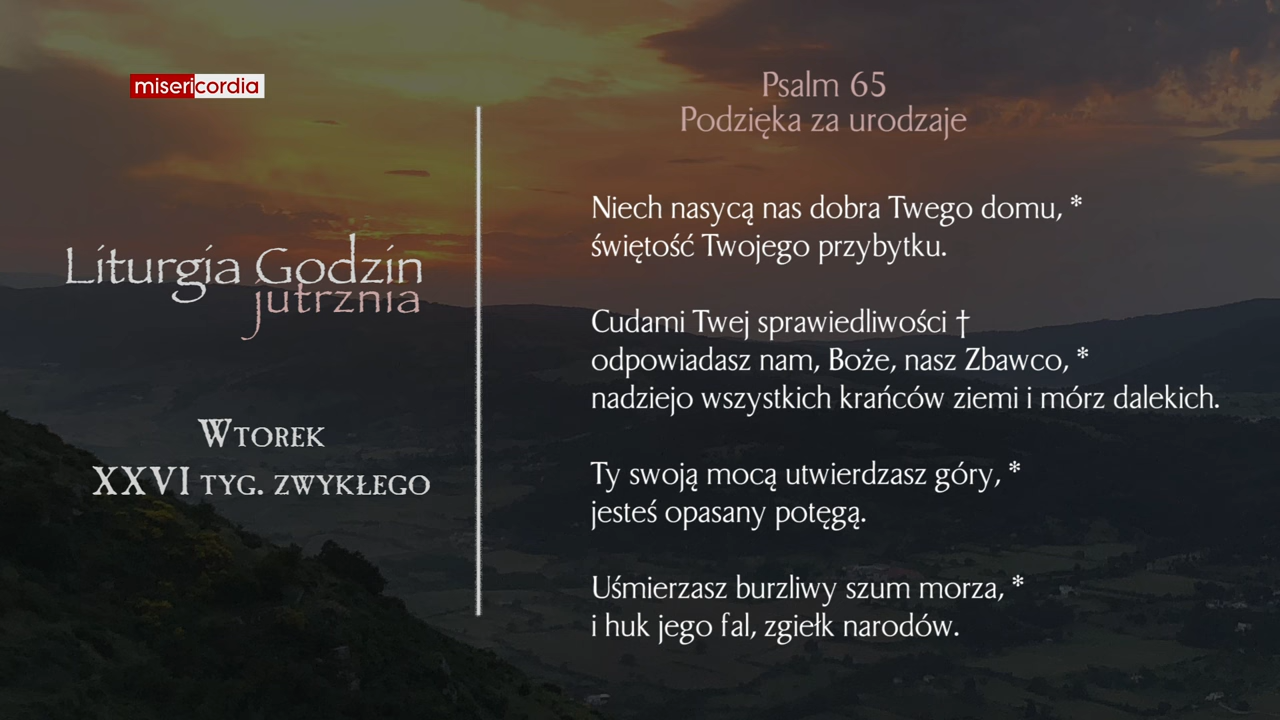 misericordia
Liturgia Godzin
jutrznia
Wtorek
XXVI tyg. zwykłego
Psalm 65
Podzięka za urodzaje
Niech nasycą nas dobra Twego domu, *
świętość Twojego przybytku.
Cudami Twej sprawiedliwości †
odpowiadasz nam, Boże, nasz Zbawco, *
nadziejo wszystkich krańców ziemi i mórz dalekich.
Ty swoją mocą utwierdzasz góry, *
jesteś opasany potęgą.
Uśmierzasz burzliwy szum morza, *
i huk jego fal, zgiełk narodów.